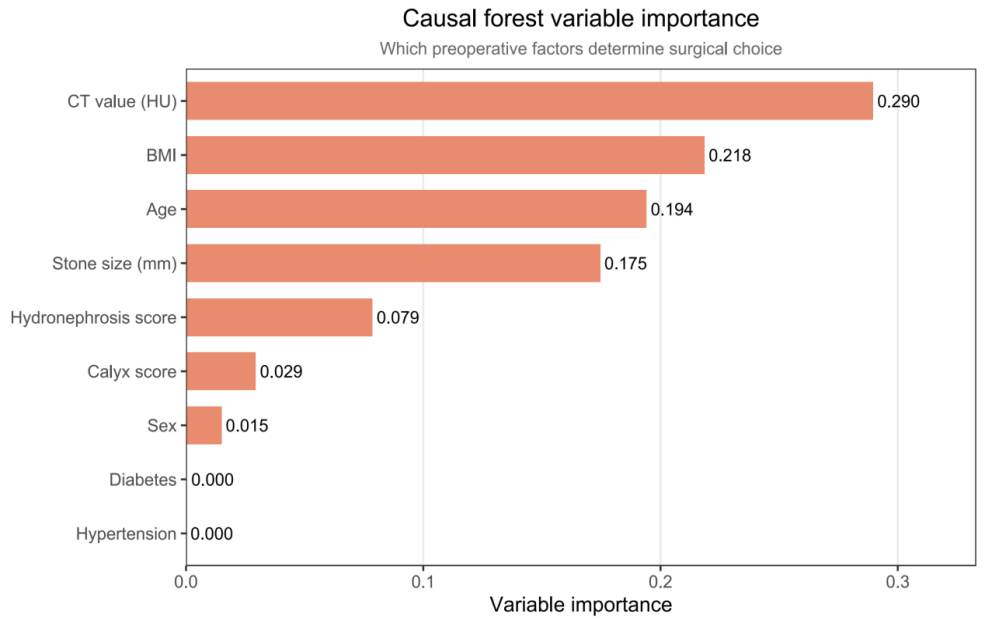 Causal forest variable importance
Which preoperative factors determine surgical choice
CT value (HU) 0.290
BMI 0.218
Age 0.194
Stone size (mm) 0.175
Hydronephrosis score 0.079
Calyx score 0.029
Sex 0.015
Diabetes 0.000
Hypertension 0.000
0.0 0.1 0.2 0.3
Variable importance